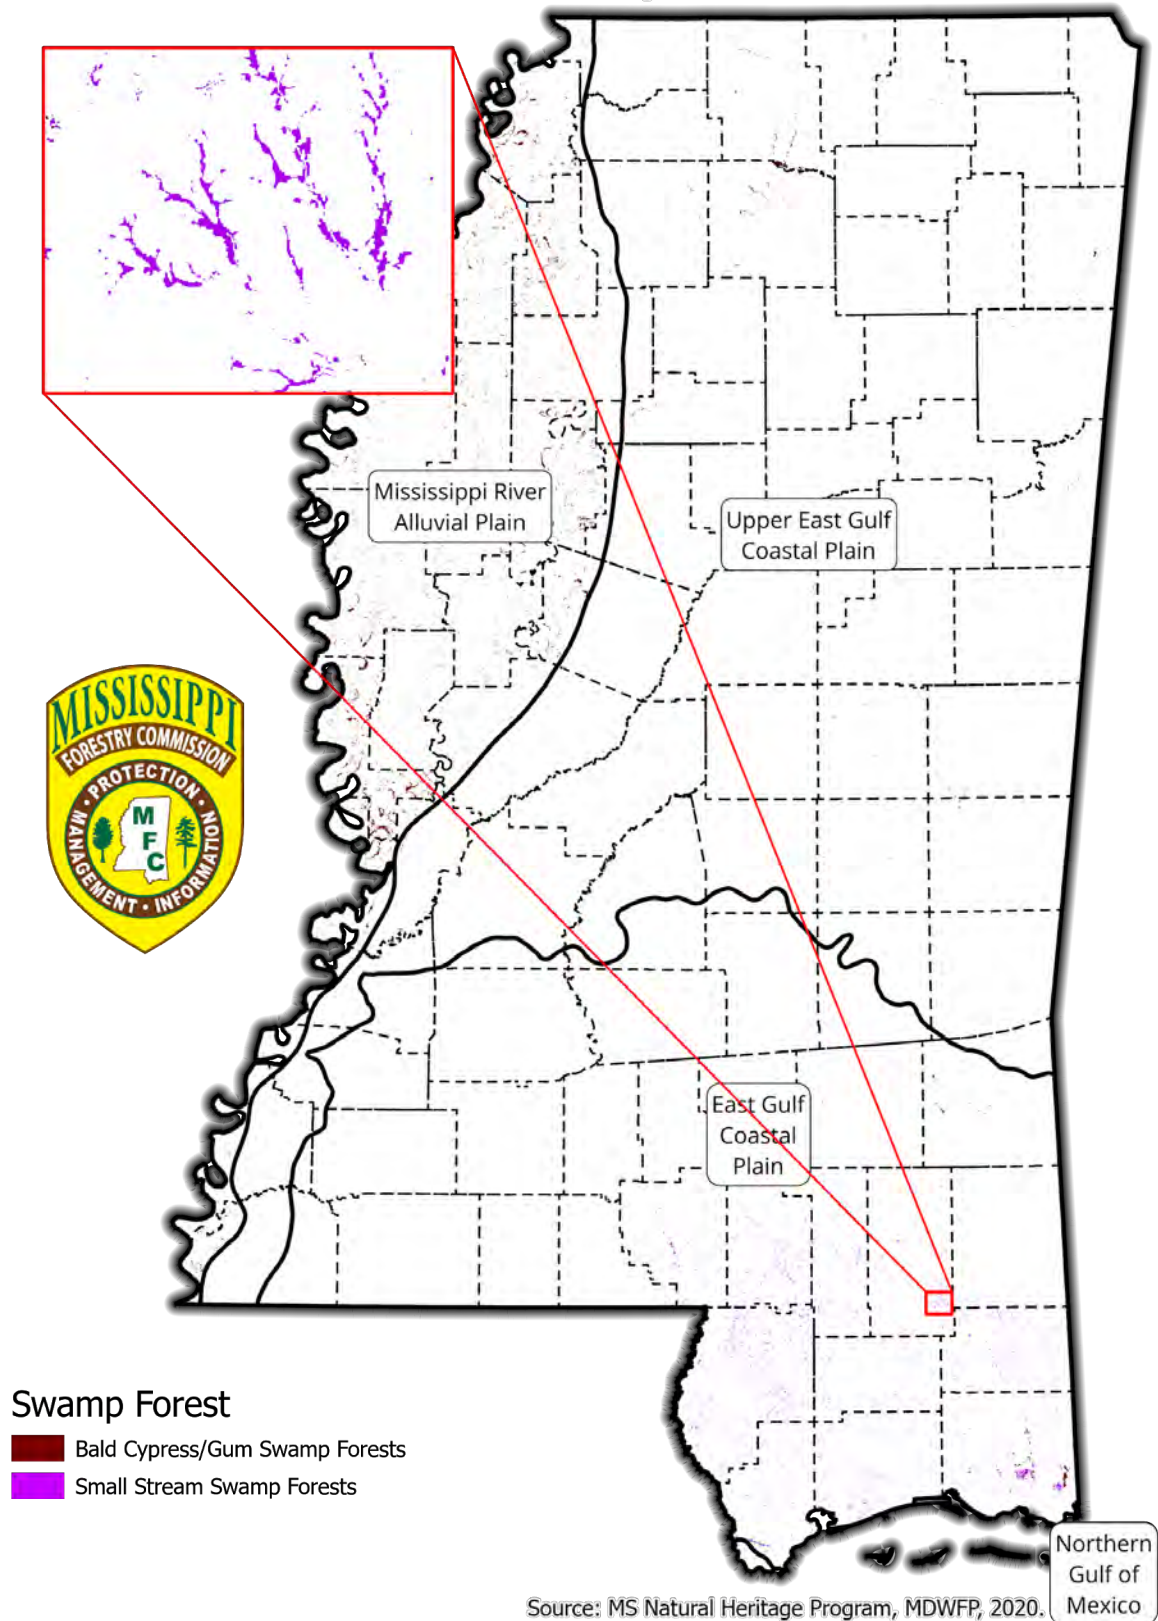 Mississippi River
Alluvial Plain
Upper East Gulf
Coastal Plain
MISSISSIPPI
FORESTRY COMMISSION
PROTECTION •
MANAGEMENT • INFORMATION •
M
F
C
East Gulf
Coastal
Plain
Swamp Forest
Bald Cypress/Gum Swamp Forests
Small Stream Swamp Forests
Northern
Gulf of
Mexico
Source: MS Natural Heritage Program, MDWFP, 2020.